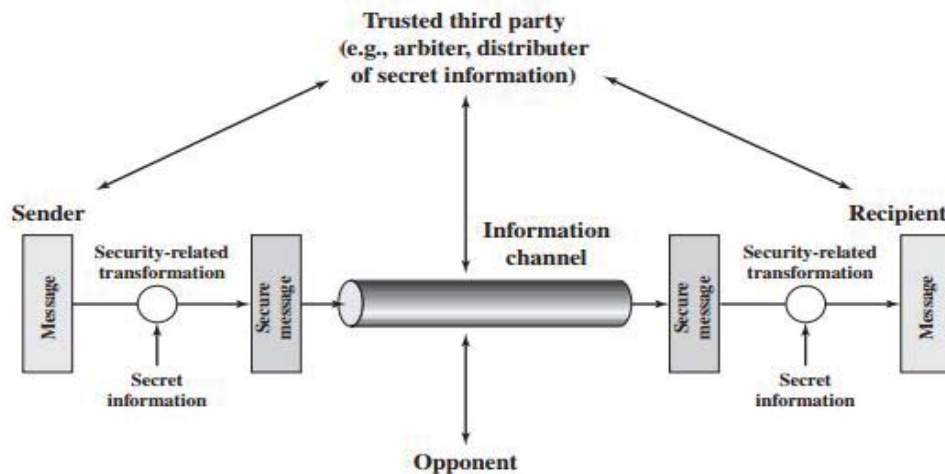 Trusted third party
(e.g., arbiter, distributer
of secret information)
Sender
Recipient
Information
channel
Security-related
transformation
Security-related
transformation
Message
Secure
message
Secure
message
Message
Secret
information
Secret
information
Opponent